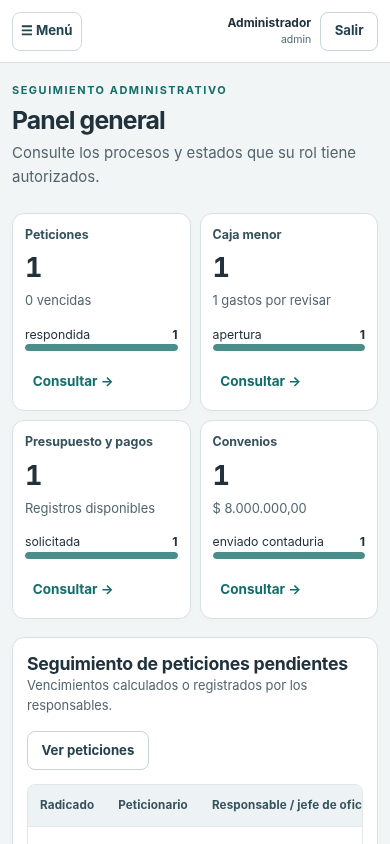 ☰ Menú
Administrador
admin
Salir
SEGUIMIENTO ADMINISTRATIVO
Panel general
Consulte los procesos y estados que su rol tiene
autorizados.
Peticiones
1
0 vencidas
respondida 1
Consultar →
Caja menor
1
1 gastos por revisar
apertura 1
Consultar →
Presupuesto y pagos
1
Registros disponibles
solicitada 1
Consultar →
Convenios
1
$ 8.000.000,00
enviado contaduria 1
Consultar →
Seguimiento de peticiones pendientes
Vencimientos calculados o registrados por los
responsables.
Ver peticiones
Radicado Peticionario Responsable / jefe de ofic